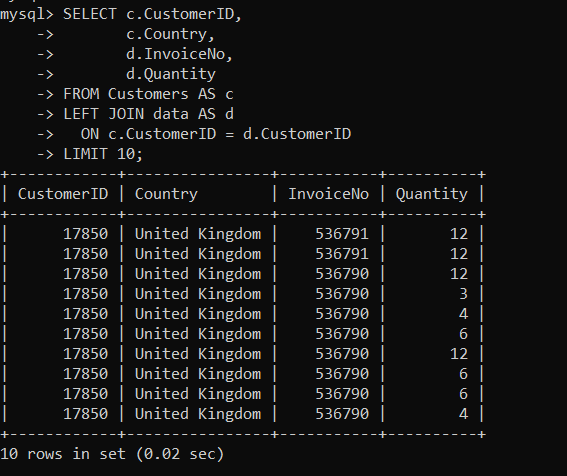 mysql> SELECT c.CustomerID,
    ->        c.Country,
    ->        d.InvoiceNo,
    ->        d.Quantity
    -> FROM Customers AS c
    -> LEFT JOIN data AS d
    ->   ON c.CustomerID = d.CustomerID
    -> LIMIT 10;
+------------+----------------+-----------+----------+
| CustomerID | Country        | InvoiceNo | Quantity |
+------------+----------------+-----------+----------+
|      17850 | United Kingdom |    536791 |       12 |
|      17850 | United Kingdom |    536791 |       12 |
|      17850 | United Kingdom |    536790 |       12 |
|      17850 | United Kingdom |    536790 |        3 |
|      17850 | United Kingdom |    536790 |        4 |
|      17850 | United Kingdom |    536790 |        6 |
|      17850 | United Kingdom |    536790 |       12 |
|      17850 | United Kingdom |    536790 |        6 |
|      17850 | United Kingdom |    536790 |        6 |
|      17850 | United Kingdom |    536790 |        4 |
+------------+----------------+-----------+----------+
10 rows in set (0.02 sec)